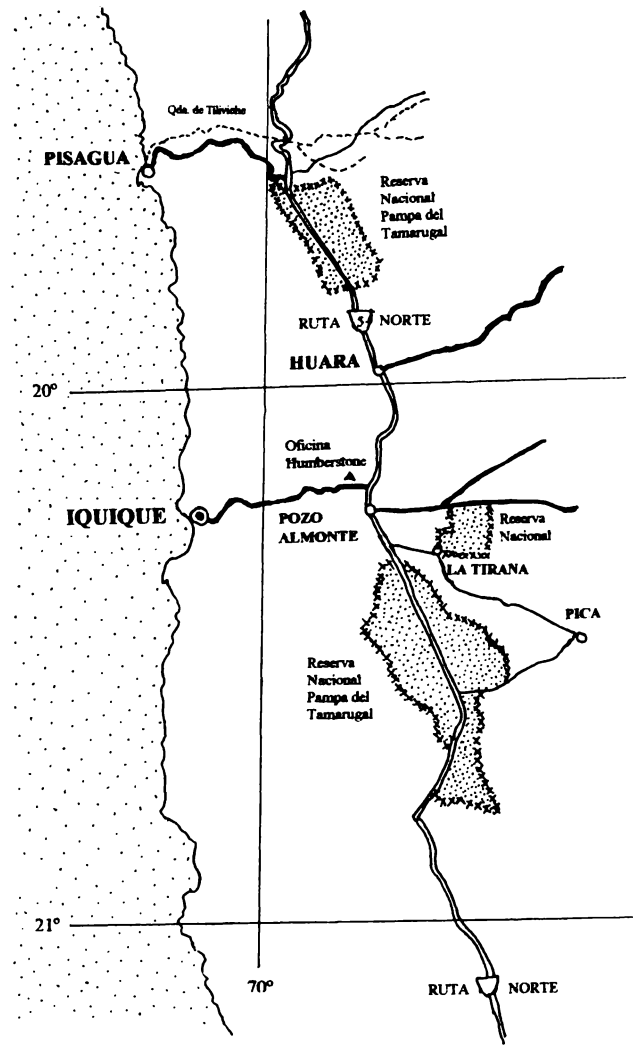 Qda. de Tiliviche
PISAGUA
Reserva
Nacional
Pampa del
Tamarugal
RUTA 5 NORTE
HUARA
20°
Oficina
Humberstone
IQUIQUE
POZO
ALMONTE
Reserva
Nacional
LA TIRANA
PICA
Reserva
Nacional
Pampa del
Tamarugal
21°
70°
RUTA NORTE